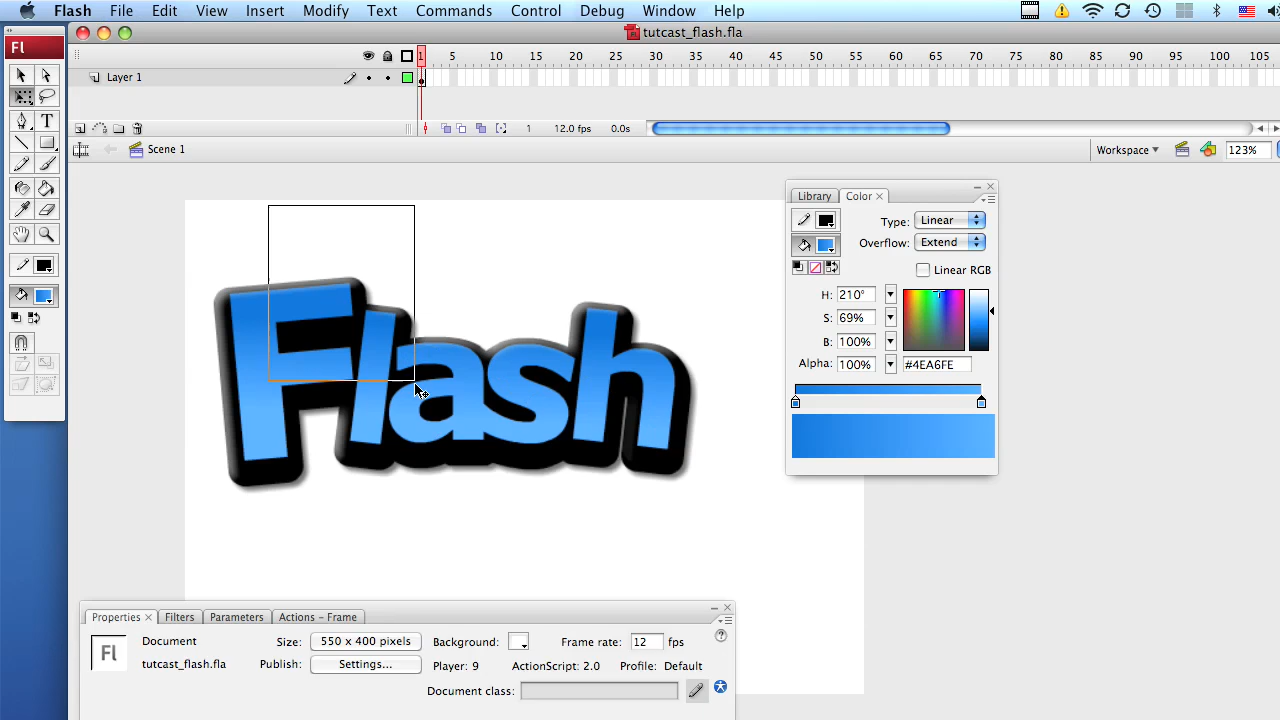 Flash File Edit View Insert Modify Text Commands Control Debug Window Help
Fl
tutcast_flash.fla
1 5 10 15 20 25 30 35 40 45 50 55 60 65 70 75 80 85 90 95 100 105
Layer 1
1 12.0 fps 0.0s
Scene 1
Workspace
123%
Flash
Library Color
Type: Linear
Overflow: Extend
Linear RGB
H: 210°
S: 69%
B: 100%
Alpha: 100% #4EA6FE
Properties Filters Parameters Actions – Frame
Fl
Document Size: 550 x 400 pixels Background: Frame rate: 12 fps
tutcast_flash.fla Publish: Settings... Player: 9 ActionScript: 2.0 Profile: Default
Document class: